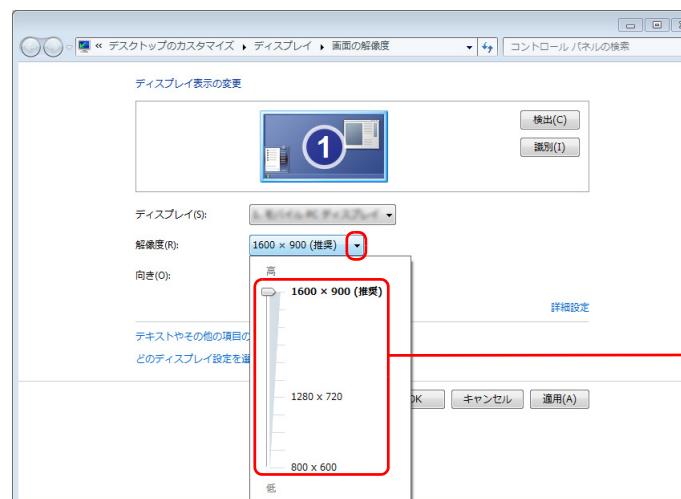 « デスクトップのカスタマイズ ▸ ディスプレイ ▸ 画面の解像度
コントロール パネルの検索
ディスプレイ表示の変更
1
検出(C)
識別(I)
ディスプレイ(S):
解像度(R):
1600 × 900 (推奨)
向き(O):
高
1600 × 900 (推奨)
詳細設定
テキストやその他の項目の
どのディスプレイ設定を選
1280 x 720
キャンセル
適用(A)
800 x 600
低